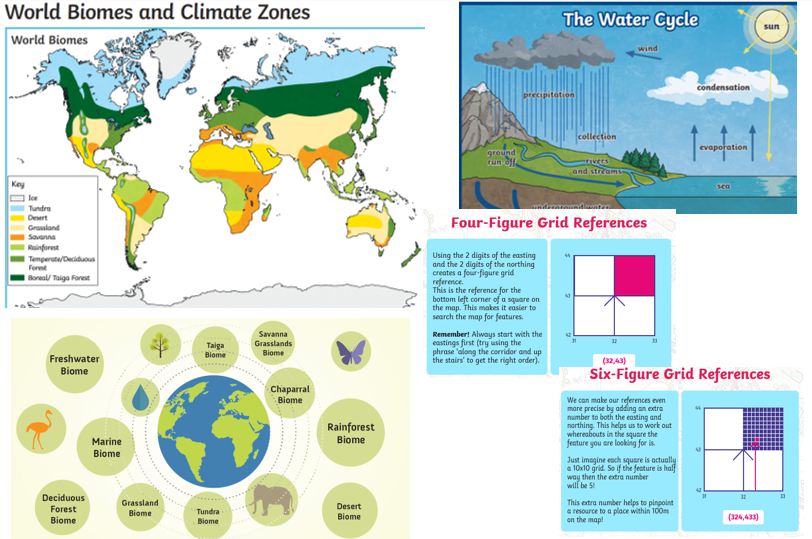 World Biomes and Climate Zones
World Biomes
Key
Ice
Tundra
Desert
Grassland
Savanna
Rainforest
Temperate/Deciduous
Forest
Boreal/ Taiga Forest
The Water Cycle
sun
wind
condensation
precipitation
collection
evaporation
ground
run-off
rivers
and streams
sea
underground water
Four-Figure Grid References
Using the 2 digits of the easting
and the 2 digits of the northing
creates a four-figure grid
reference.
This is the reference for the
bottom left corner of a square on
the map. This makes it easier to
search the map for features.
Remember! Always start with the
eastings first (try using the
phrase 'along the corridor and up
the stairs' to get the right order).
44
43
42
31
32
33
(32,43)
Six-Figure Grid References
We can make our references even
more precise by adding an extra
number to both the easting and
northing. This helps us to work out
whereabouts in the square the
feature you are looking for is.
Just imagine each square is actually
a 10x10 grid. So if the feature is half
way then the extra number
will be 5!
This extra number helps to pinpoint
a resource to a place within 100m
on the map!
44
43
42
31
32
33
(324,433)
Freshwater
Biome
Taiga
Biome
Savanna
Grasslands
Biome
Chaparral
Biome
Marine
Biome
Rainforest
Biome
Deciduous
Forest
Biome
Grassland
Biome
Tundra
Biome
Desert
Biome